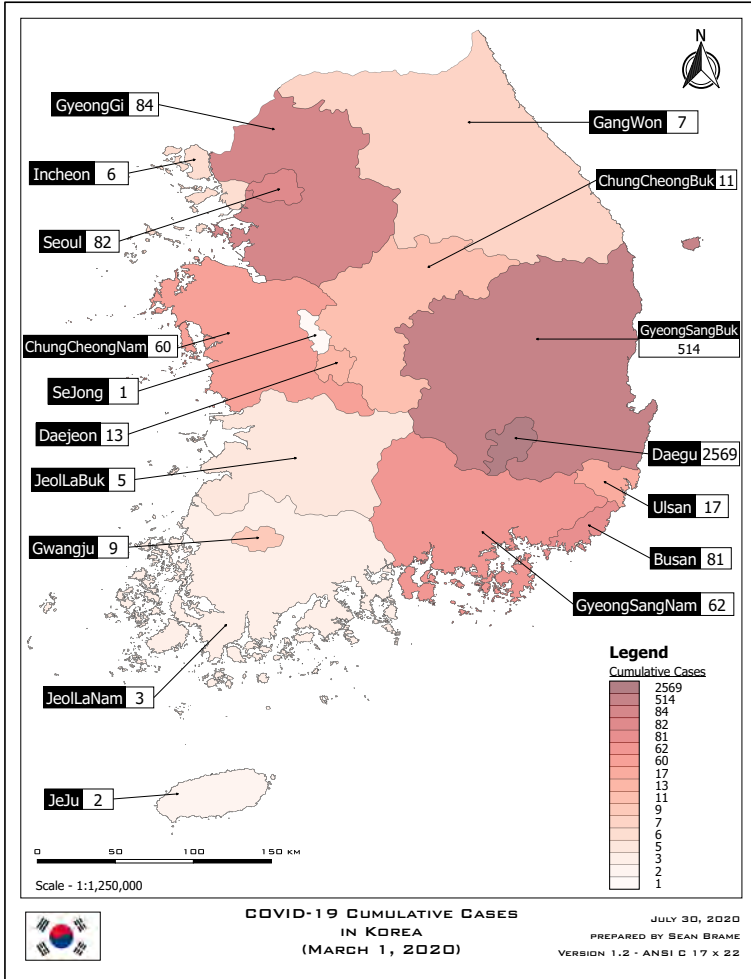 N
GyeongGi 84
GangWon 7
Incheon 6
ChungCheongBuk 11
Seoul 82
GyeongSangBuk
514
ChungCheongNam 60
SeJong 1
Daejeon 13
Daegu 2569
JeolLaBuk 5
Ulsan 17
Gwangju 9
Busan 81
GyeongSangNam 62
JeolLaNam 3
JeJu 2
Legend
Cumulative Cases
2569
514
84
82
81
62
60
17
13
11
9
7
6
5
3
2
1
0 50 100 150 KM
Scale - 1:1,250,000
COVID-19 Cumulative Cases
in Korea
(March 1, 2020)
July 30, 2020
prepared by Sean Brame
Version 1.2 - ANSI C 17 x 22